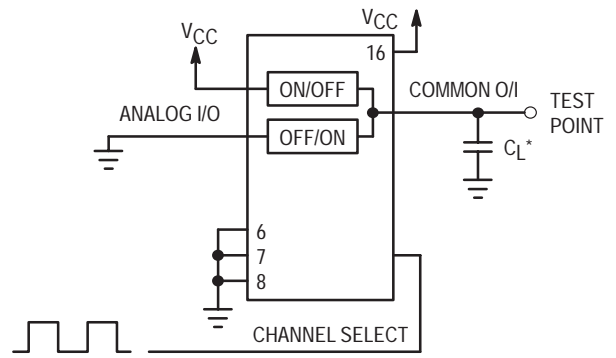 VCC
VCC
16
ON/OFF
COMMON O/I
TEST
POINT
ANALOG I/O
OFF/ON
CL*
6
7
8
CHANNEL SELECT